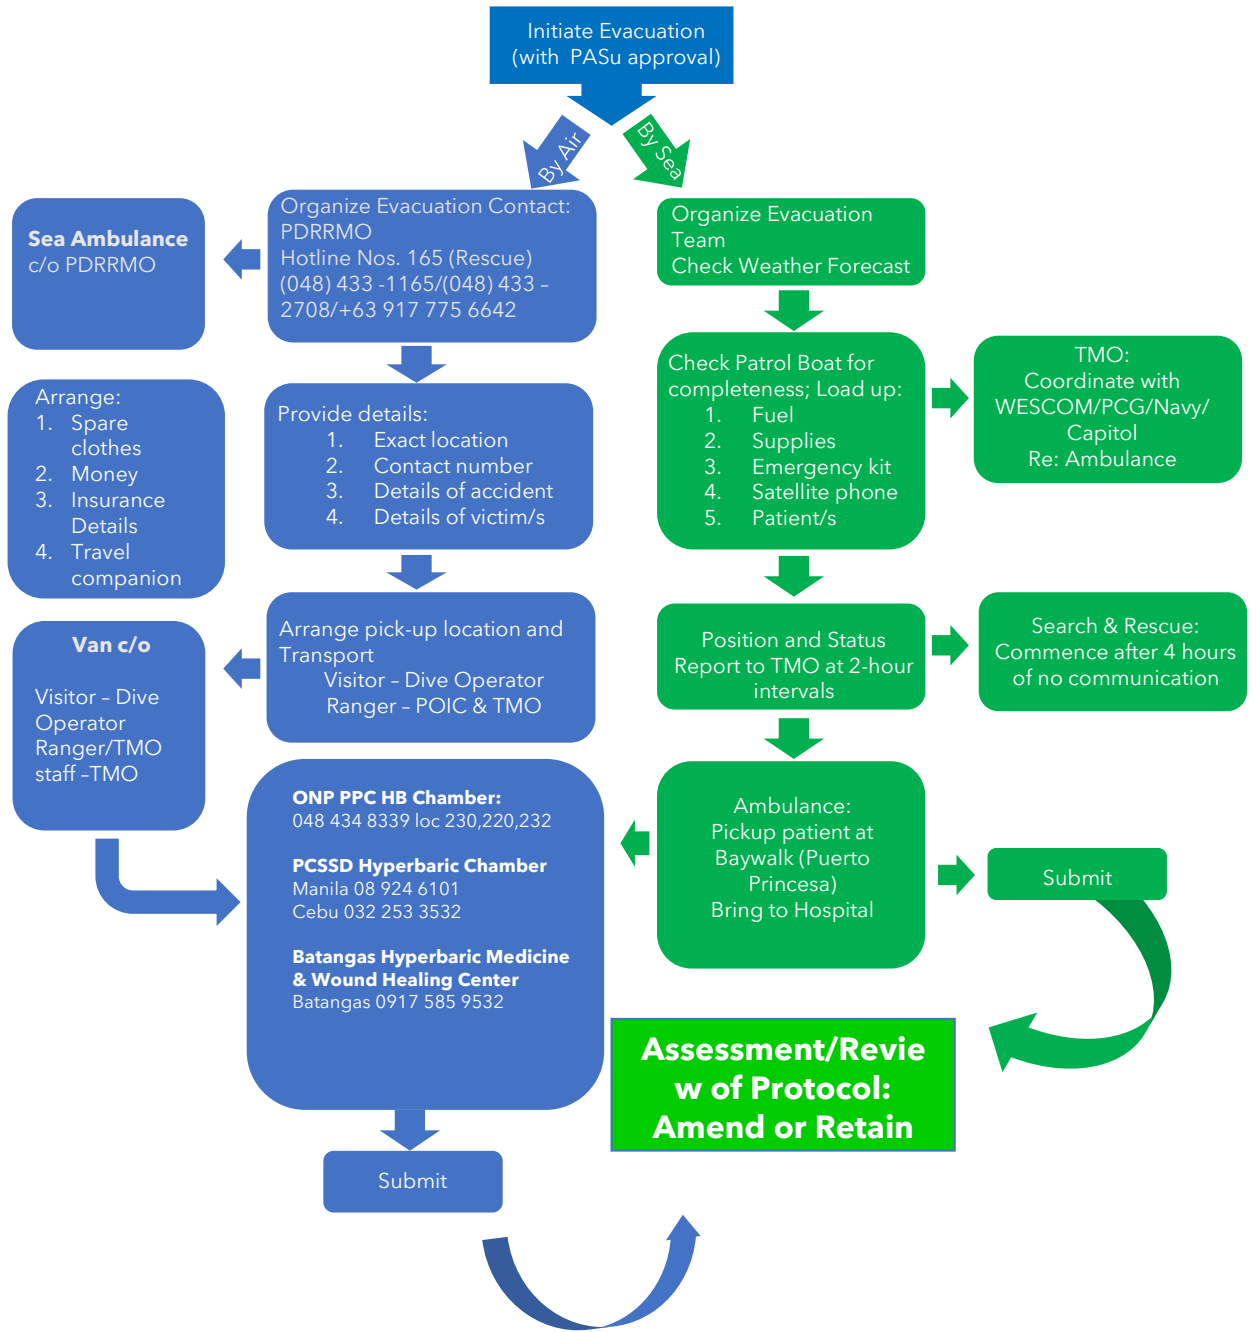 Initiate Evacuation
(with PASu approval)
By Air
By Sea
Sea Ambulance
c/o PDRRMO
Organize Evacuation Contact:
PDRRMO
Hotline Nos. 165 (Rescue)
(048) 433 -1165/(048) 433 –
2708/+63 917 775 6642
Organize Evacuation
Team
Check Weather Forecast
Arrange:
1. Spare
clothes
2. Money
3. Insurance
Details
4. Travel
companion
Provide details:
1. Exact location
2. Contact number
3. Details of accident
4. Details of victim/s
Check Patrol Boat for
completeness; Load up:
1. Fuel
2. Supplies
3. Emergency kit
4. Satellite phone
5. Patient/s
TMO:
Coordinate with
WESCOM/PCG/Navy/
Capitol
Re: Ambulance
Van c/o
Visitor – Dive
Operator
Ranger/TMO
staff –TMO
Arrange pick-up location and
Transport
Visitor – Dive Operator
Ranger – POIC & TMO
Position and Status
Report to TMO at 2-hour
intervals
Search & Rescue:
Commence after 4 hours
of no communication
ONP PPC HB Chamber:
048 434 8339 loc 230,220,232
PCSSD Hyperbaric Chamber
Manila 08 924 6101
Cebu 032 253 3532
Batangas Hyperbaric Medicine
& Wound Healing Center
Batangas 0917 585 9532
Ambulance:
Pickup patient at
Baywalk (Puerto
Princesa)
Bring to Hospital
Submit
Assessment/Revie
w of Protocol:
Amend or Retain
Submit